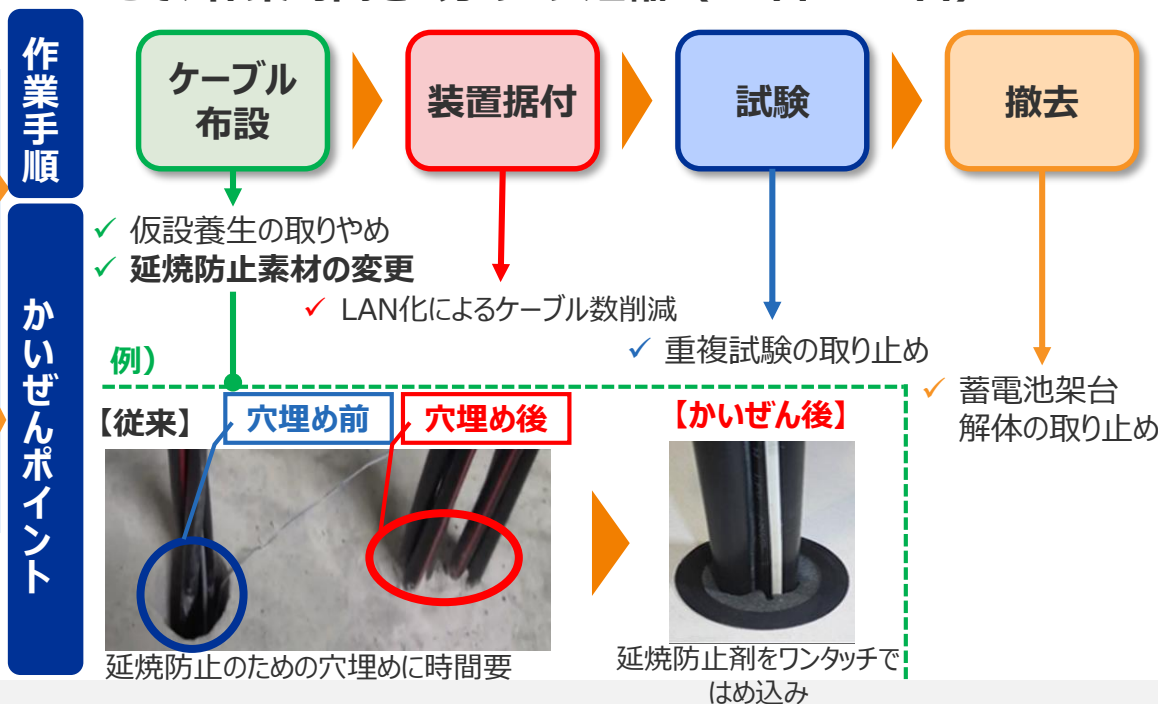 作業手順
ケーブル
布設
装置据付
試験
撤去
かいぜんポイント
✓ 仮設養生の取りやめ
✓ 延焼防止素材の変更
✓ LAN化によるケーブル数削減
✓ 重複試験の取り止め
✓ 蓄電池架台
解体の取り止め
例)
【従来】
穴埋め前
穴埋め後
【かいぜん後】
延焼防止のための穴埋めに時間要
延焼防止剤をワンタッチで
はめ込み